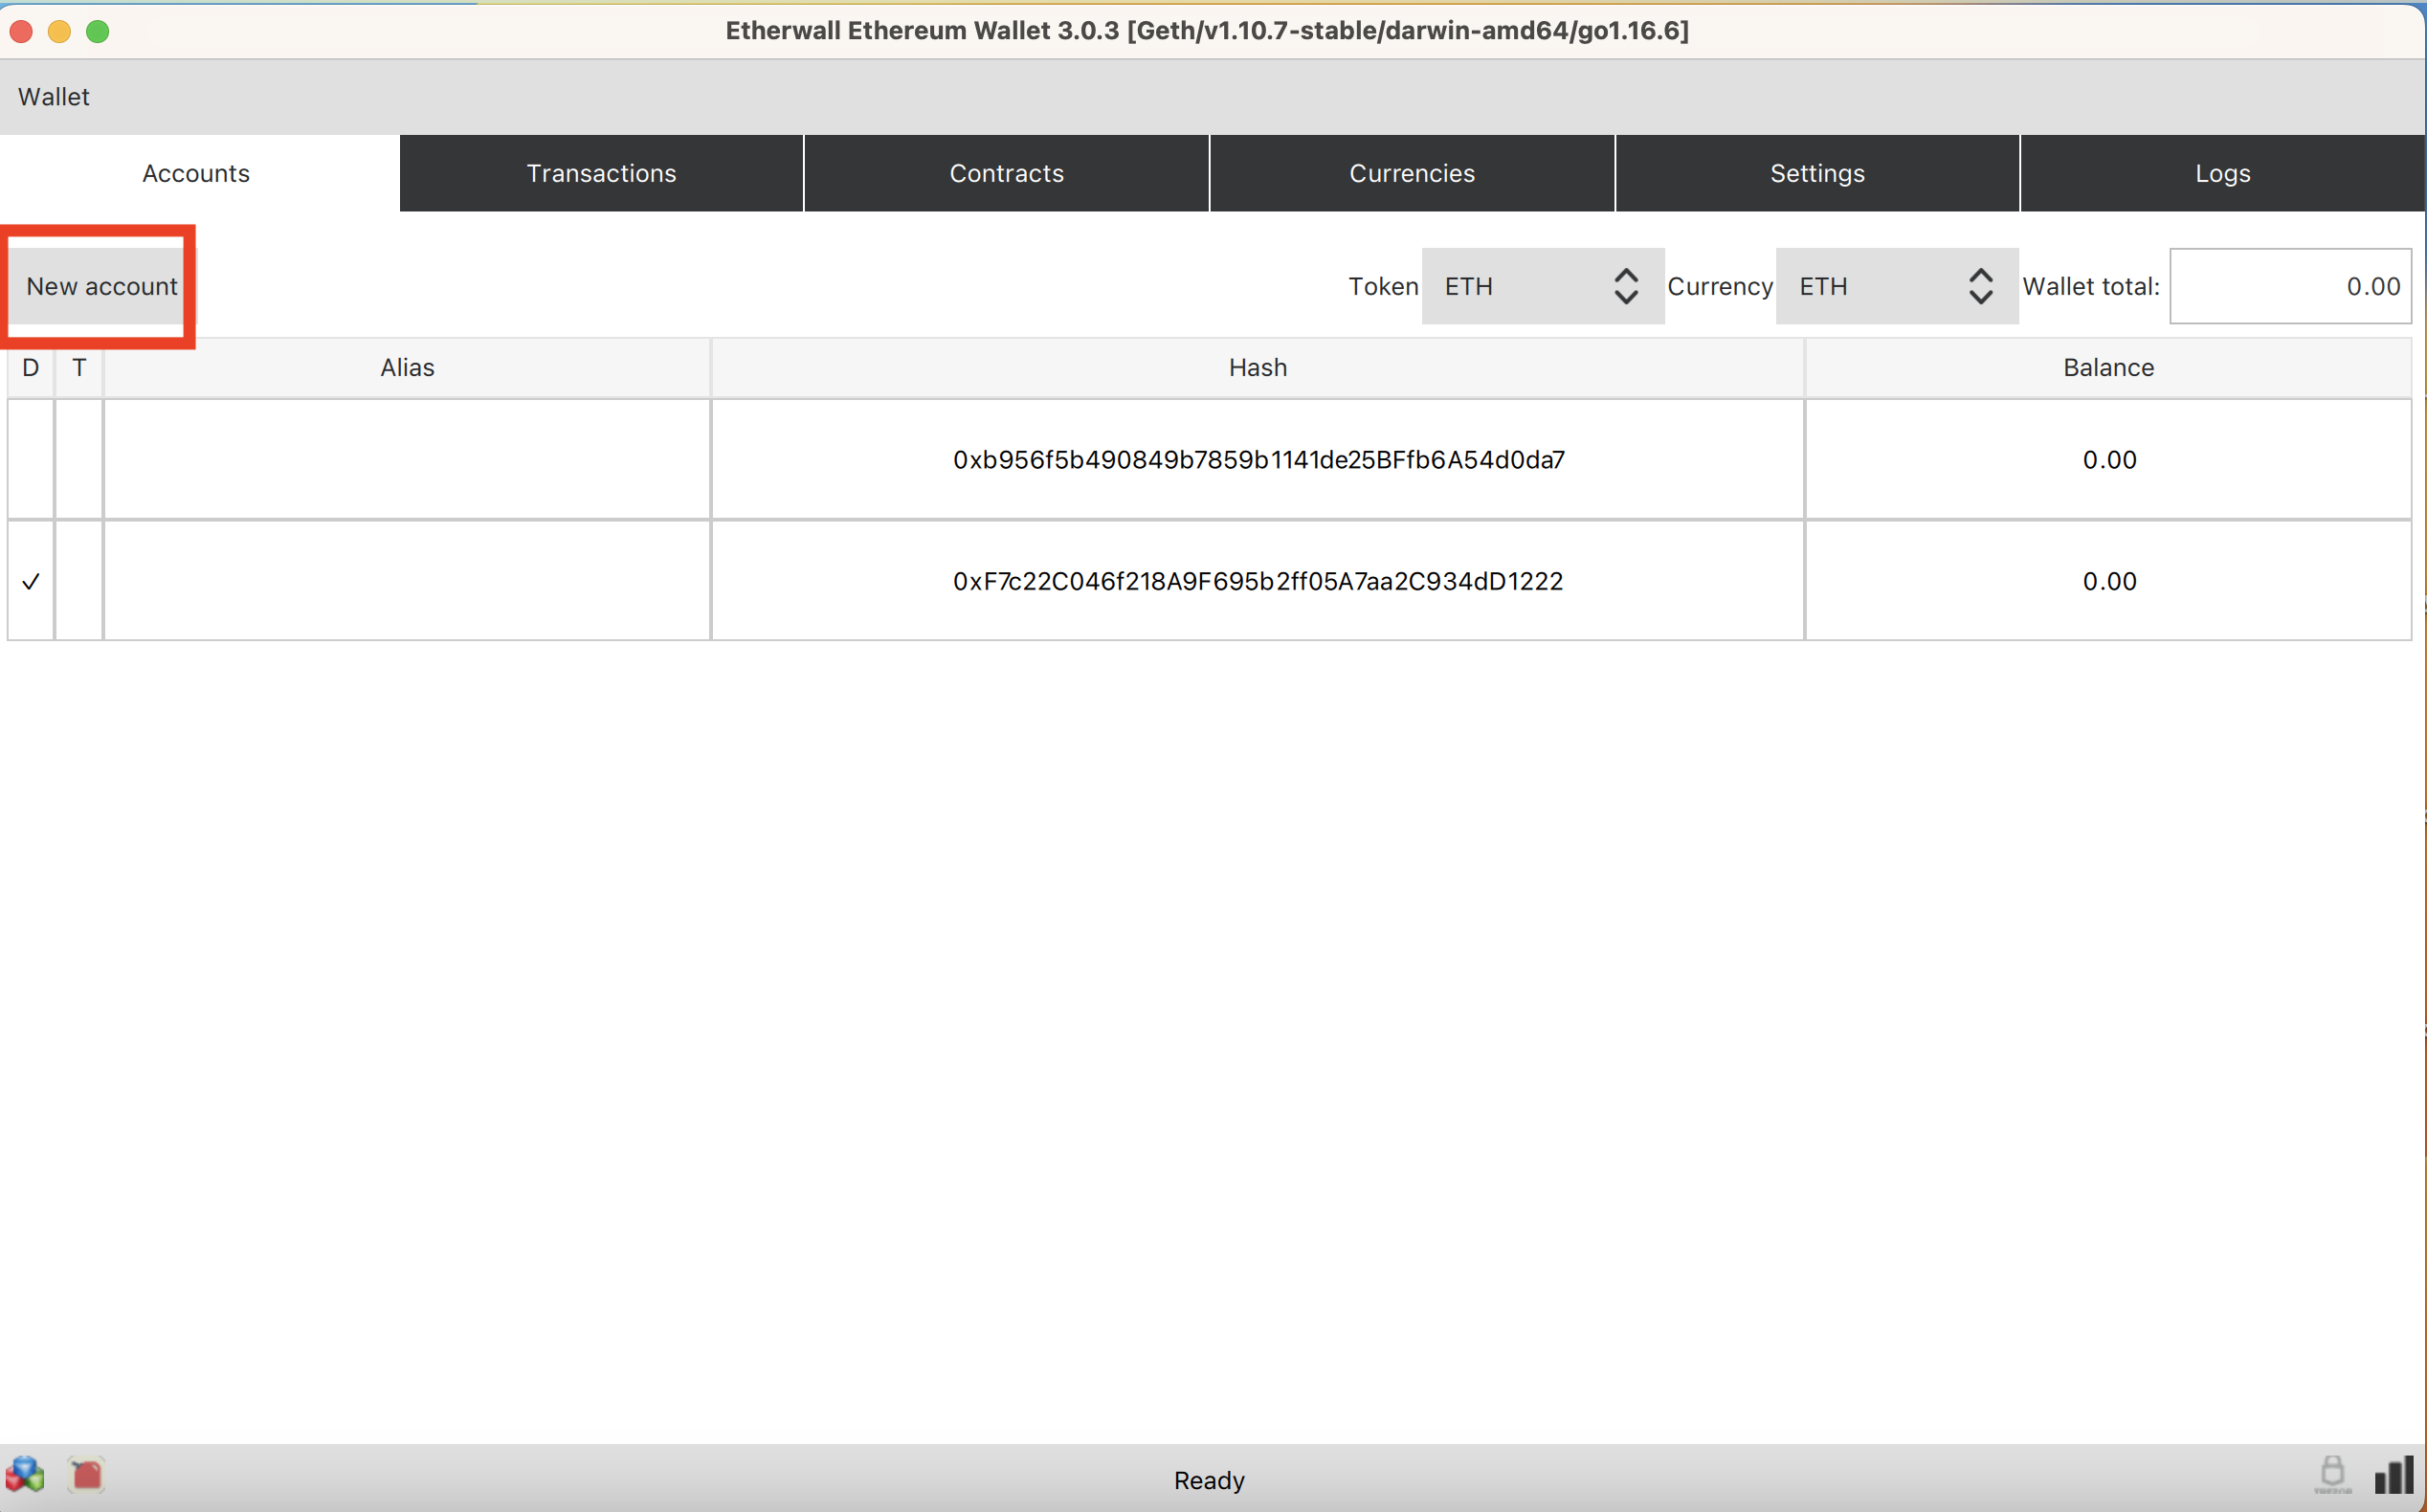 Etherwall Ethereum Wallet 3.0.3 [Geth/v1.10.7-stable/darwin-amd64/go1.16.6]
Wallet
Accounts Transactions Contracts Currencies Settings Logs
New account Token ETH Currency ETH Wallet total: 0.00
D T Alias Hash Balance
0xb956f5b490849b7859b1141de25BFfb6A54d0da7 0.00
✓ 0xF7c22C046f218A9F695b2ff05A7aa2C934dD1222 0.00
Ready